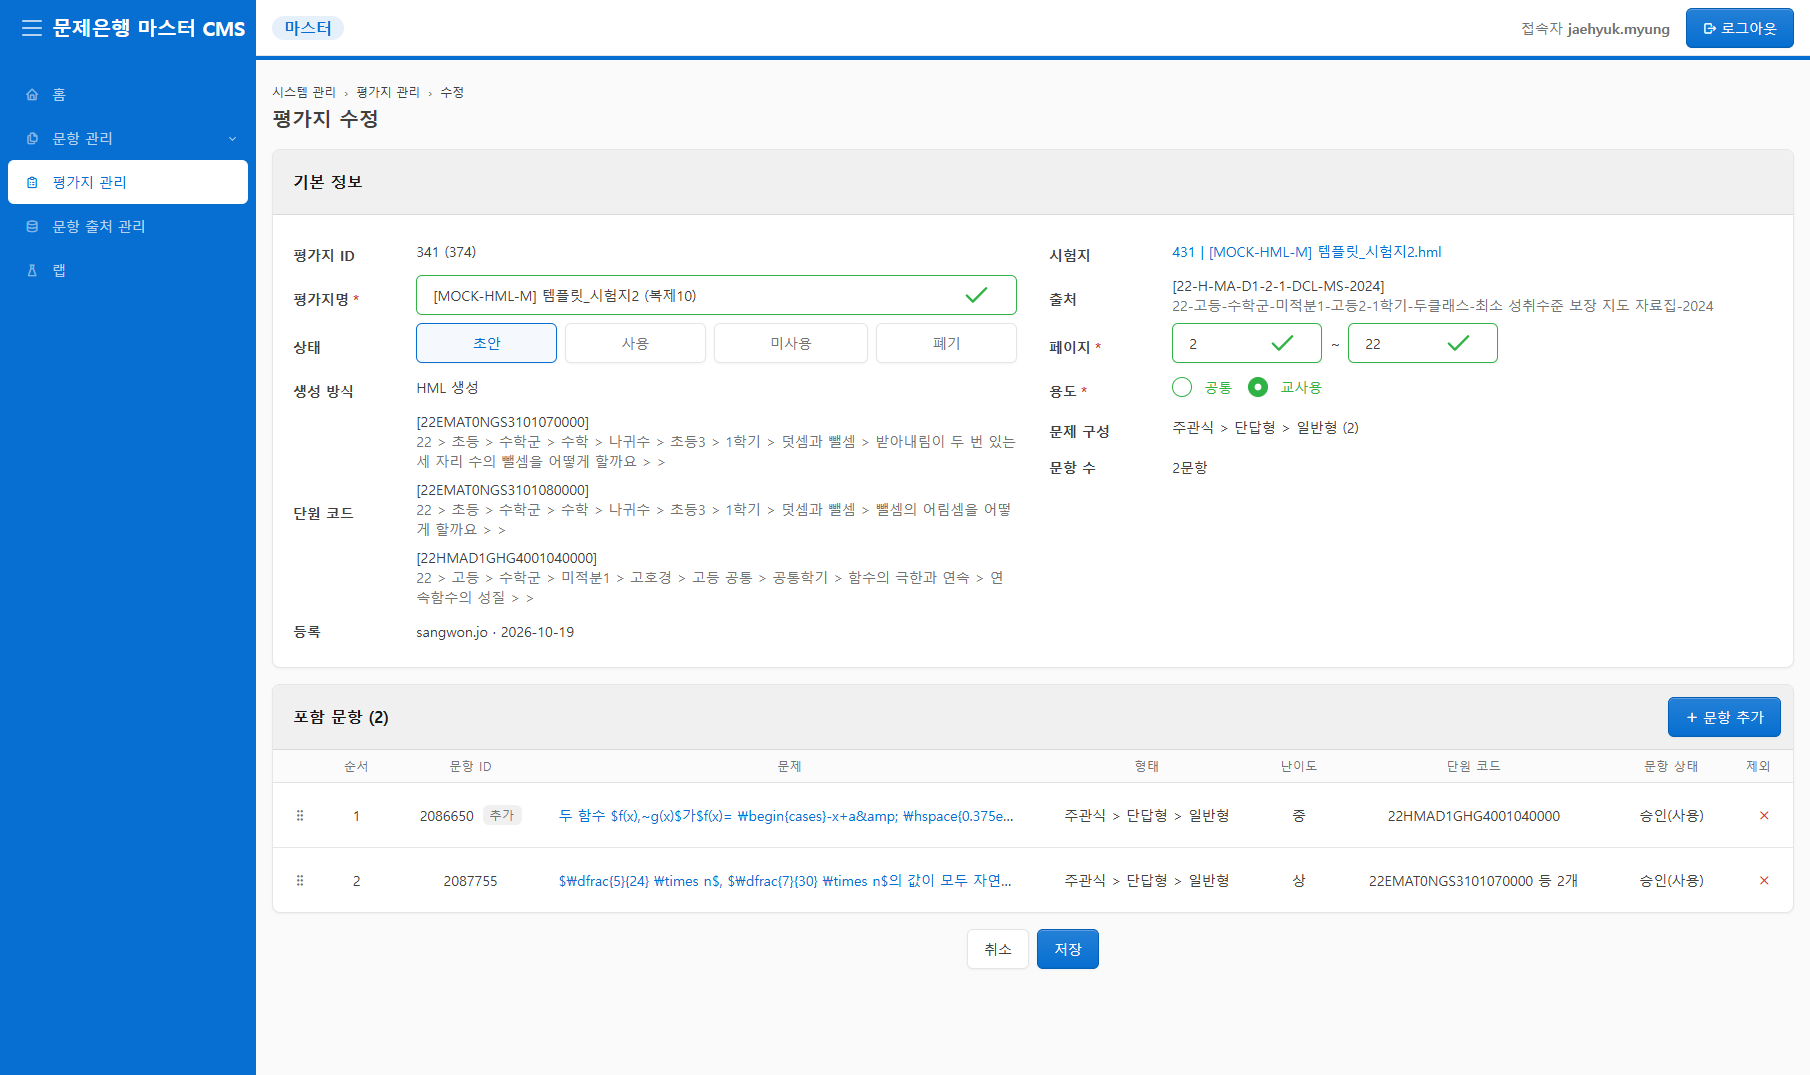 문제은행 마스터 CMS
마스터
접속자 jaehyuk.myung
로그아웃
홈
문항 관리
평가지 관리
문항 출처 관리
랩
시스템 관리 › 평가지 관리 › 수정
평가지 수정
기본 정보
평가지 ID
341 (374)
평가지명 *
[MOCK-HML-M] 템플릿_시험지2 (복제10)
상태
초안
사용
미사용
폐기
생성 방식
HML 생성
단원 코드
[22EMAT0NGS3101070000]
22 > 초등 > 수학군 > 수학 > 나귀수 > 초등3 > 1학기 > 덧셈과 뺄셈 > 받아내림이 두 번 있는
세 자리 수의 뺄셈을 어떻게 할까요 > >
[22EMAT0NGS3101080000]
22 > 초등 > 수학군 > 수학 > 나귀수 > 초등3 > 1학기 > 덧셈과 뺄셈 > 뺄셈의 어림셈을 어떻
게 할까요 > >
[22HMAD1GHG4001040000]
22 > 고등 > 수학군 > 미적분1 > 고호경 > 고등 공통 > 공통학기 > 함수의 극한과 연속 > 연
속함수의 성질 > >
등록
sangwon.jo · 2026-10-19
시험지
431 | [MOCK-HML-M] 템플릿_시험지2.hml
출처
[22-H-MA-D1-2-1-DCL-MS-2024]
22-고등-수학군-미적분1-고등2-1학기-두클래스-최소 성취수준 보장 지도 자료집-2024
페이지 *
2 ~ 22
용도 *
공통
교사용
문제 구성
주관식 > 단답형 > 일반형 (2)
문항 수
2문항
포함 문항 (2)
+ 문항 추가
순서 문항 ID 문제 형태 난이도 단원 코드 문항 상태 제외
1 2086650 추가 두 함수 $f(x),~g(x)$가$f(x)= ₩begin{cases}-x+a&amp; ₩hspace{0.375e... 주관식 > 단답형 > 일반형 중 22HMAD1GHG4001040000 승인(사용) ×
2 2087755 $₩dfrac{5}{24} ₩times n$, $₩dfrac{7}{30} ₩times n$의 값이 모두 자연... 주관식 > 단답형 > 일반형 상 22EMAT0NGS3101070000 등 2개 승인(사용) ×
취소
저장